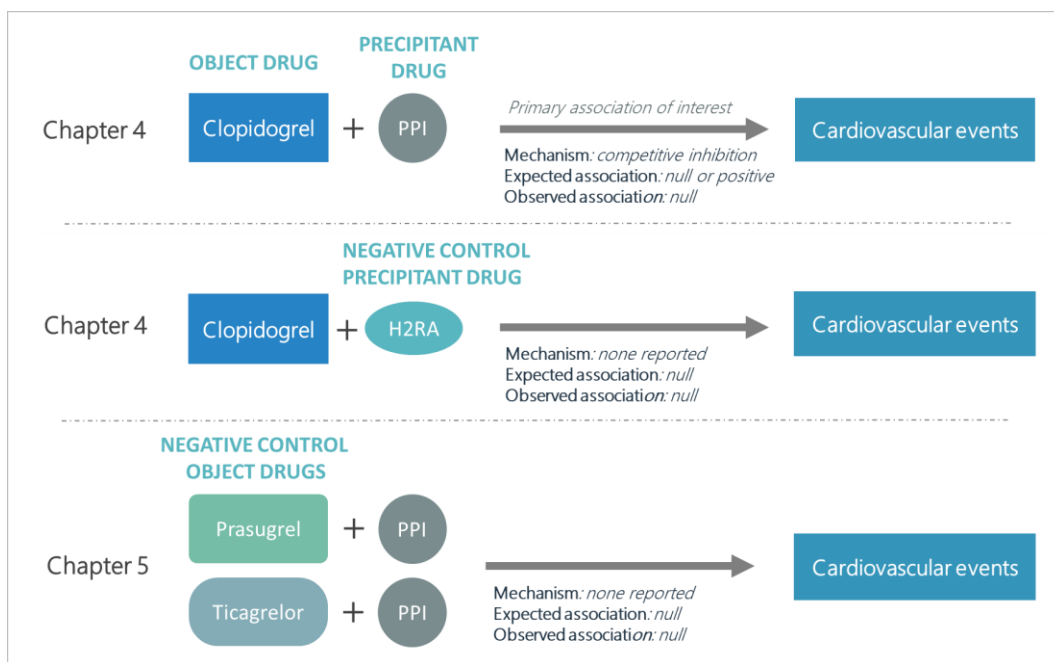 PRECIPITANT
DRUG
OBJECT DRUG
Chapter 4
Clopidogrel
+
PPI
Primary association of interest
Mechanism: competitive inhibition
Expected association: null or positive
Observed association: null
Cardiovascular events
NEGATIVE CONTROL
PRECIPITANT DRUG
Chapter 4
Clopidogrel
+
H2RA
Mechanism: none reported
Expected association: null
Observed association: null
Cardiovascular events
NEGATIVE CONTROL
OBJECT DRUGS
Chapter 5
Prasugrel
+
PPI
Ticagrelor
+
PPI
Mechanism: none reported
Expected association: null
Observed association: null
Cardiovascular events